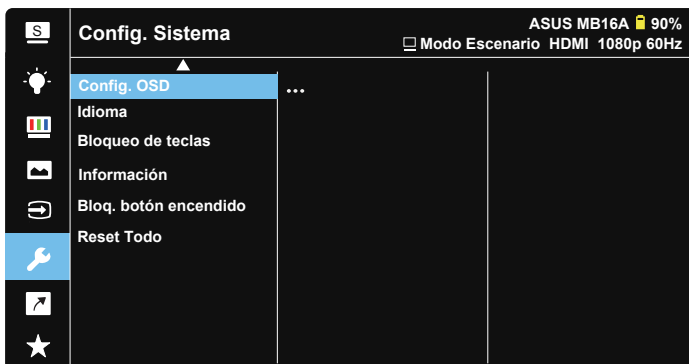 S
Config. Sistema
ASUS MB16A 90%
Modo Escenario HDMI 1080p 60Hz
Config. OSD ...
Idioma
Bloqueo de teclas
Información
Bloq. botón encendido
Reset Todo